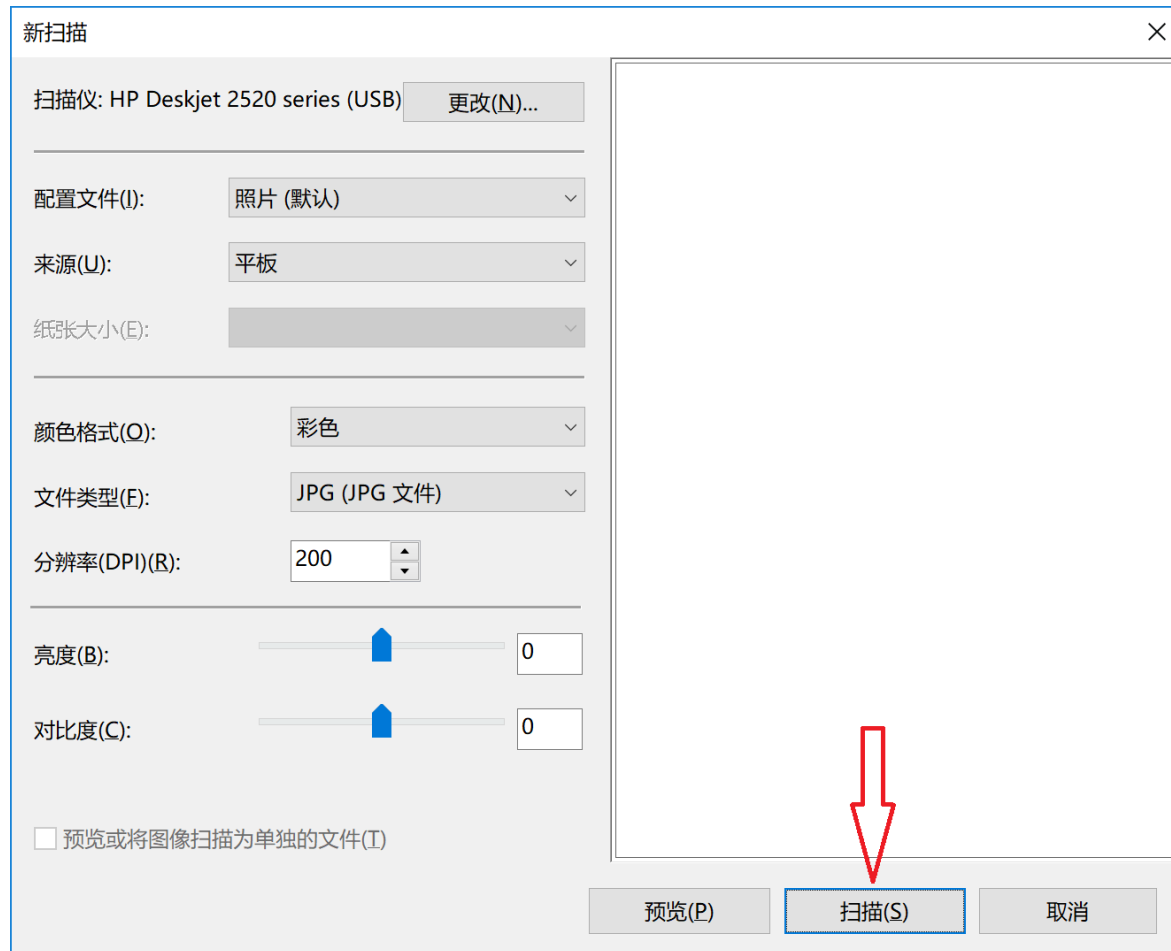 新扫描
扫描仪: HP Deskjet 2520 series (USB) 更改(N)...
配置文件(I): 照片 (默认)
来源(U): 平板
纸张大小(E):
颜色格式(O): 彩色
文件类型(F): JPG (JPG 文件)
分辨率(DPI)(R): 200
亮度(B): 0
对比度(C): 0
预览或将图像扫描为单独的文件(T)
预览(P) 扫描(S) 取消